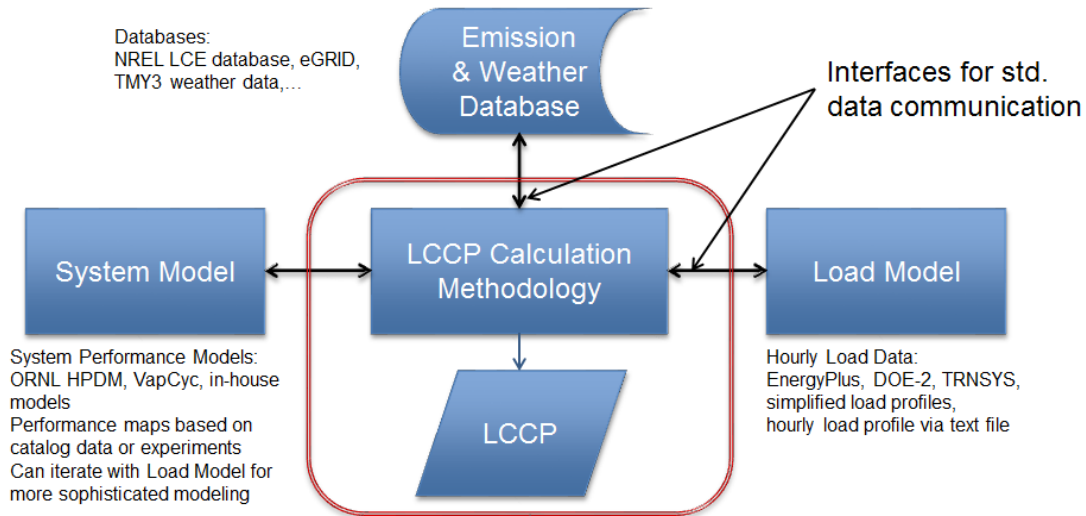 Databases:
NREL LCE database, eGRID,
TMY3 weather data,...
Emission
& Weather
Database
Interfaces for std.
data communication
System Model
LCCP Calculation
Methodology
Load Model
System Performance Models:
ORNL HPDM, VapCyc, in-house
models
Performance maps based on
catalog data or experiments
Can iterate with Load Model for
more sophisticated modeling
LCCP
Hourly Load Data:
EnergyPlus, DOE-2, TRNSYS,
simplified load profiles,
hourly load profile via text file